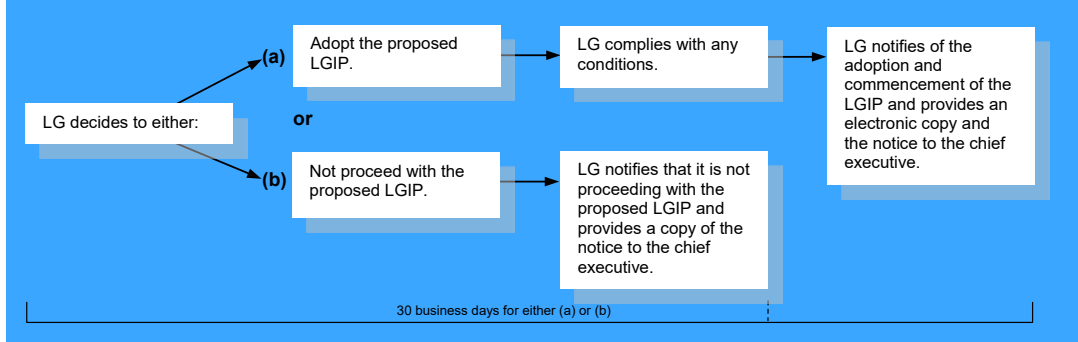 LG decides to either:
(a)
Adopt the proposed
LGIP.
LG complies with any
conditions.
LG notifies of the
adoption and
commencement of the
LGIP and provides an
electronic copy and
the notice to the chief
executive.
or
(b)
Not proceed with the
proposed LGIP.
LG notifies that it is not
proceeding with the
proposed LGIP and
provides a copy of the
notice to the chief
executive.
30 business days for either (a) or (b)